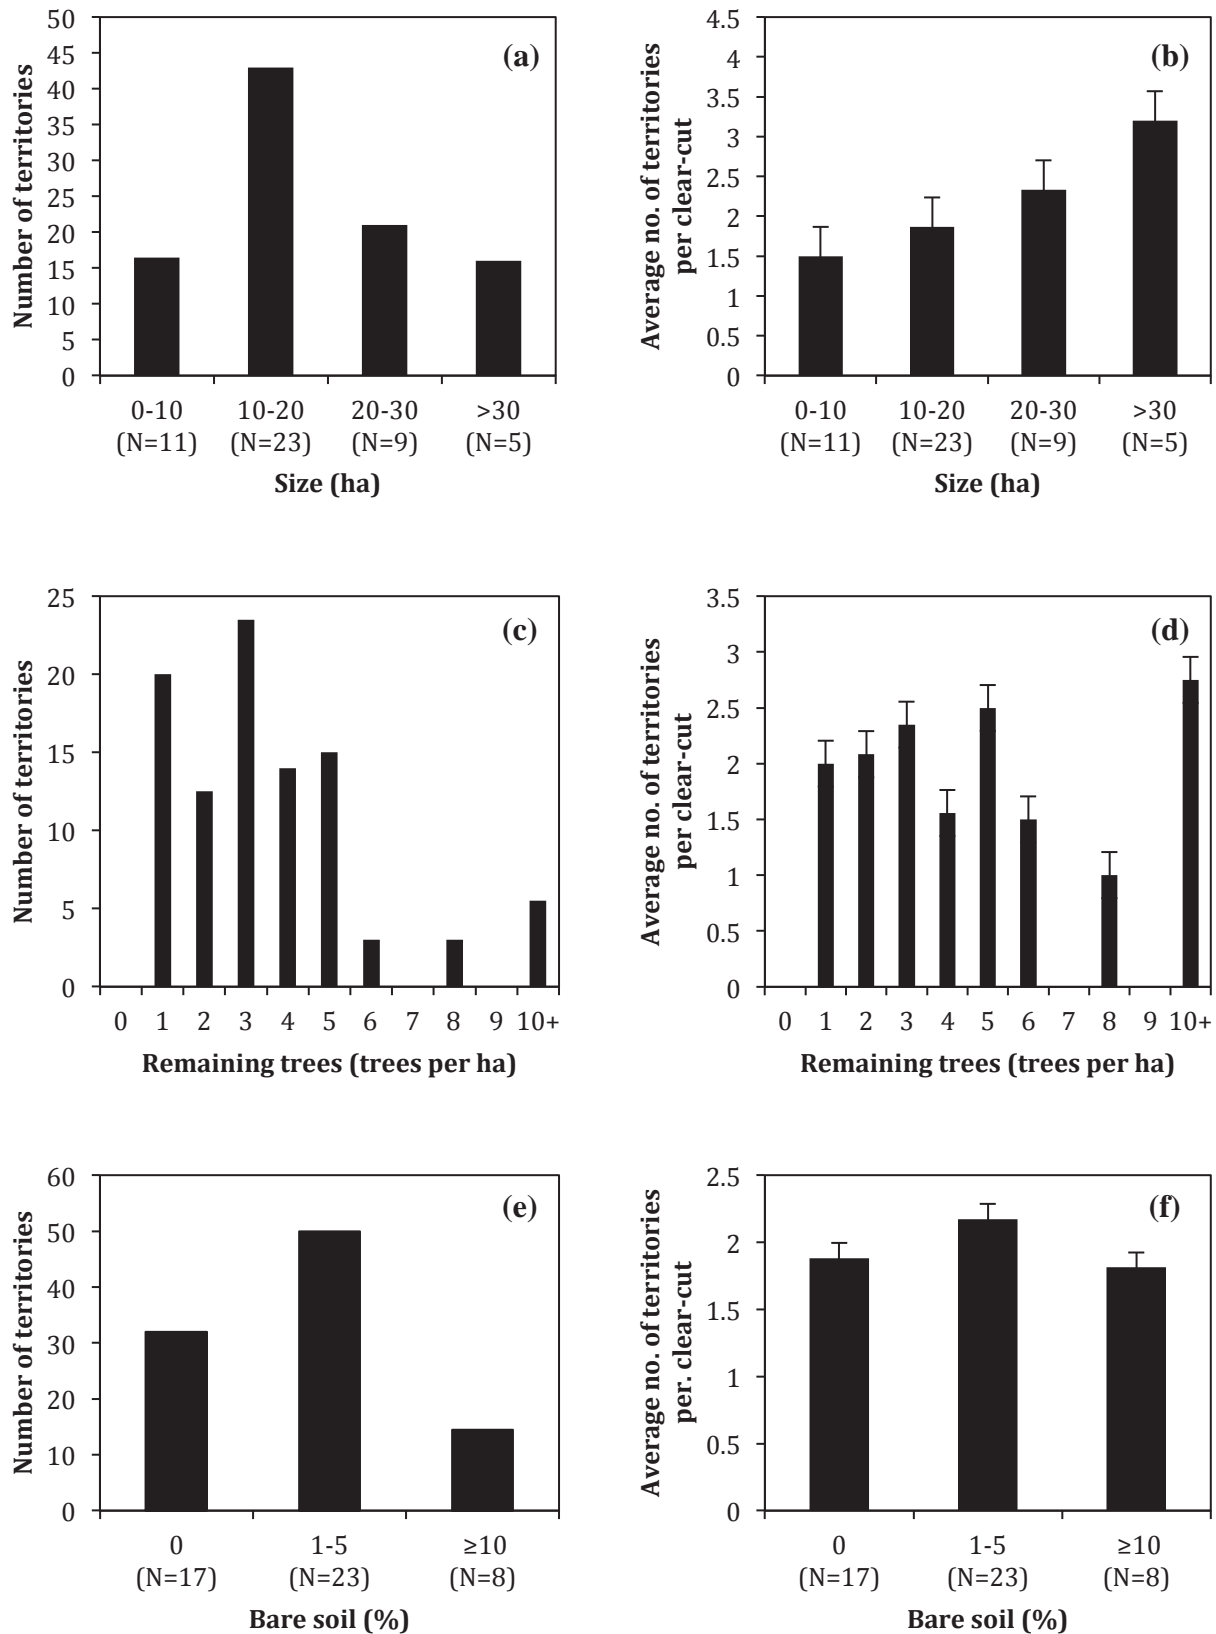 (a)
Number of territories
50
45
40
35
30
25
20
15
10
5
0
0-10 10-20 20-30 >30
(N=11) (N=23) (N=9) (N=5)
Size (ha)
(b)
Average no. of territories
per clear-cut
4.5
4
3.5
3
2.5
2
1.5
1
0.5
0
0-10 10-20 20-30 >30
(N=11) (N=23) (N=9) (N=5)
Size (ha)
(c)
Number of territories
25
20
15
10
5
0
0 1 2 3 4 5 6 7 8 9 10+
Remaining trees (trees per ha)
(d)
Average no. of territories
per clear-cut
3.5
3
2.5
2
1.5
1
0.5
0
0 1 2 3 4 5 6 7 8 9 10+
Remaining trees (trees per ha)
(e)
Number of territories
60
50
40
30
20
10
0
0 1-5 ≥10
(N=17) (N=23) (N=8)
Bare soil (%)
(f)
Average no. of territories
per. clear-cut
2.5
2
1.5
1
0.5
0
0 1-5 ≥10
(N=17) (N=23) (N=8)
Bare soil (%)